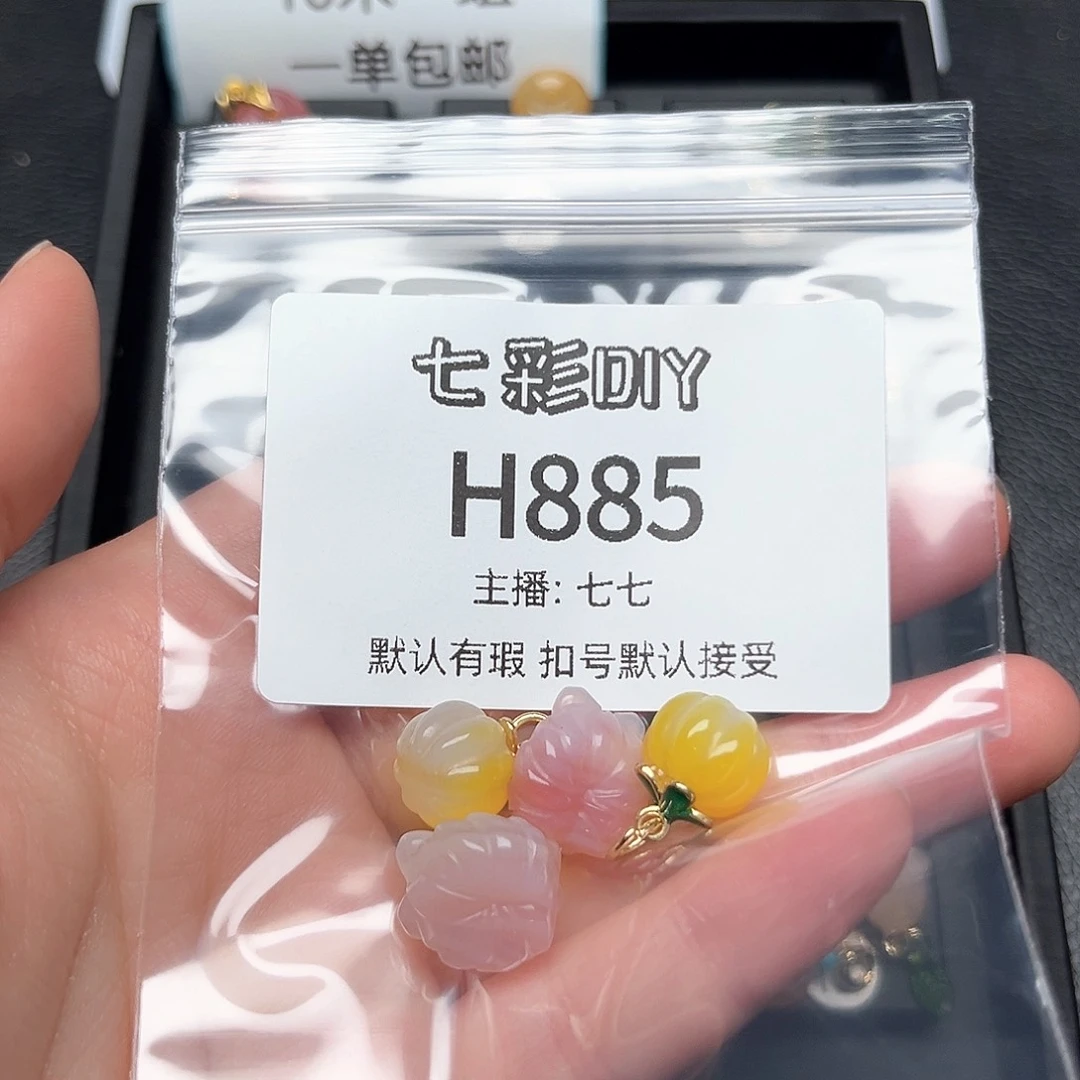 一单包邮
七彩DIY
H885
主播: 七七
默认有瑕 扣号默认接受